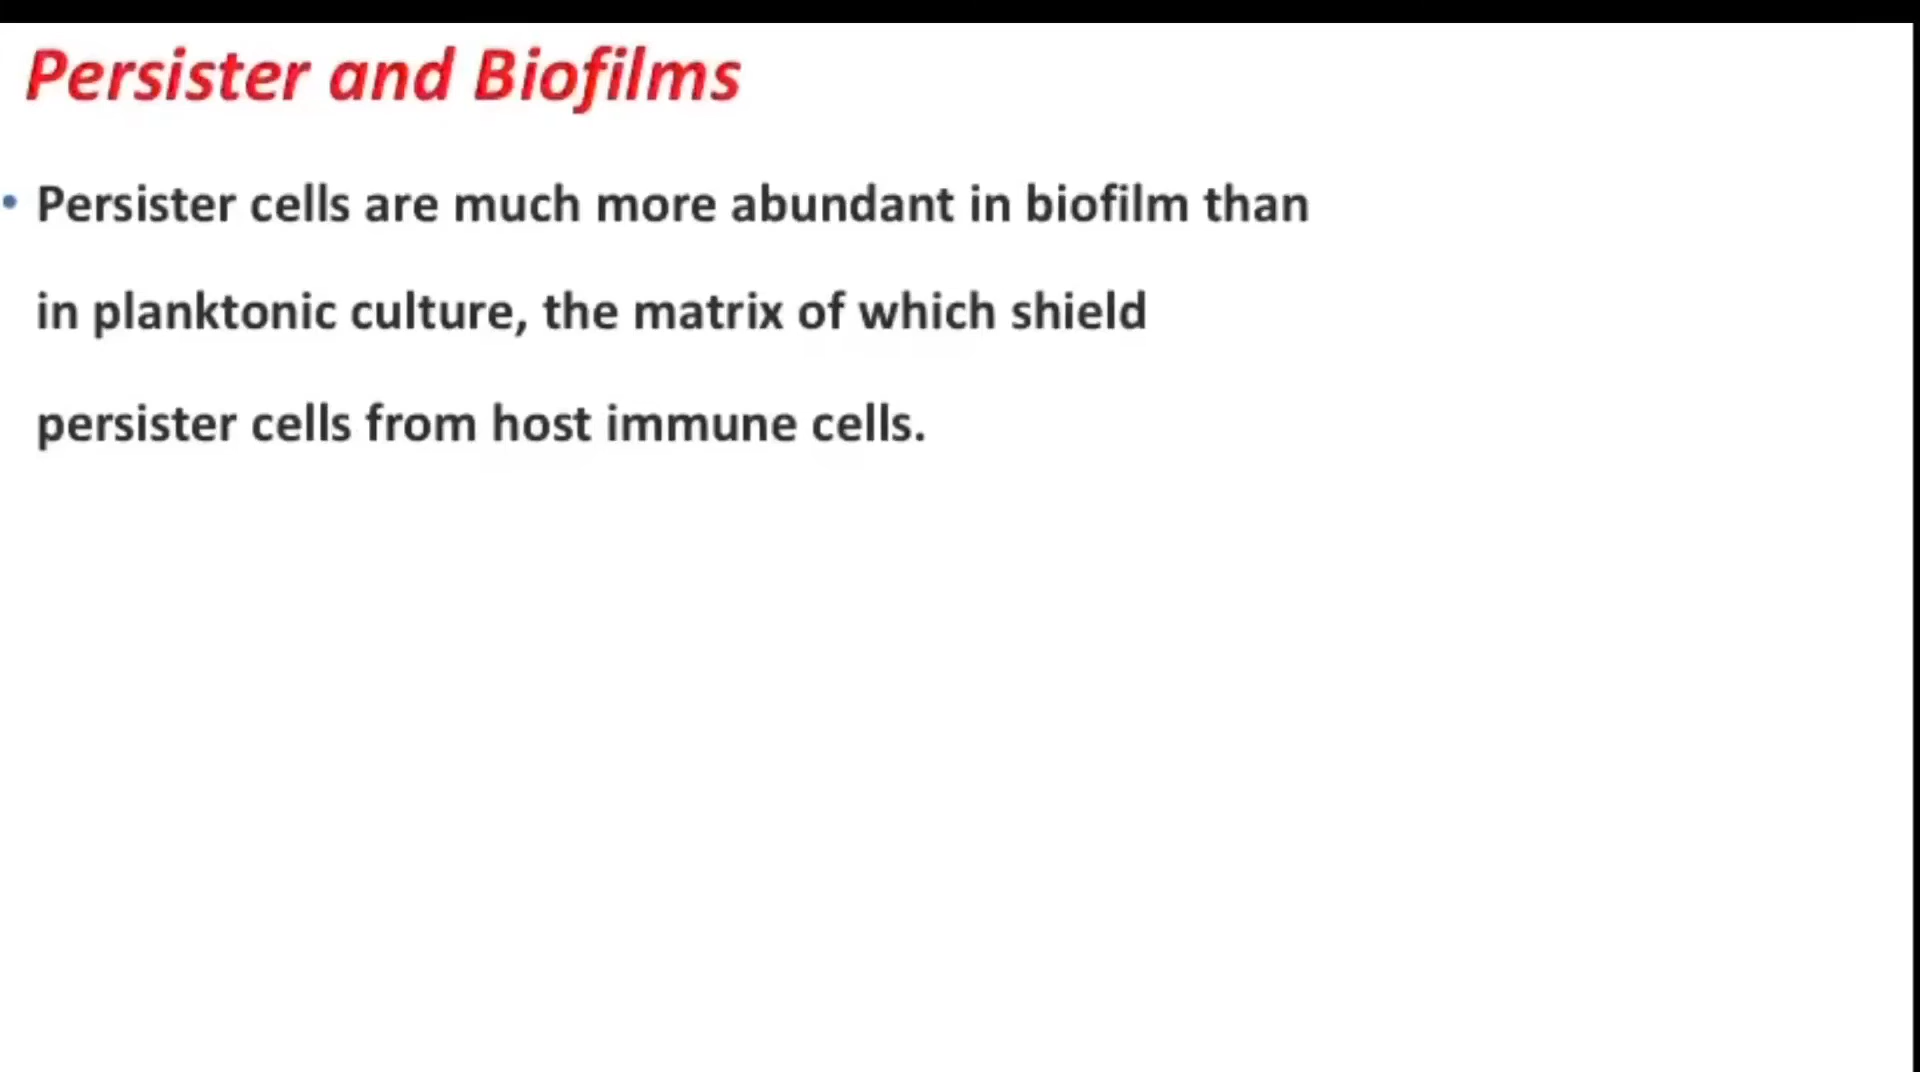 Persister and Biofilms
• Persister cells are much more abundant in biofilm than
in planktonic culture, the matrix of which shield
persister cells from host immune cells.